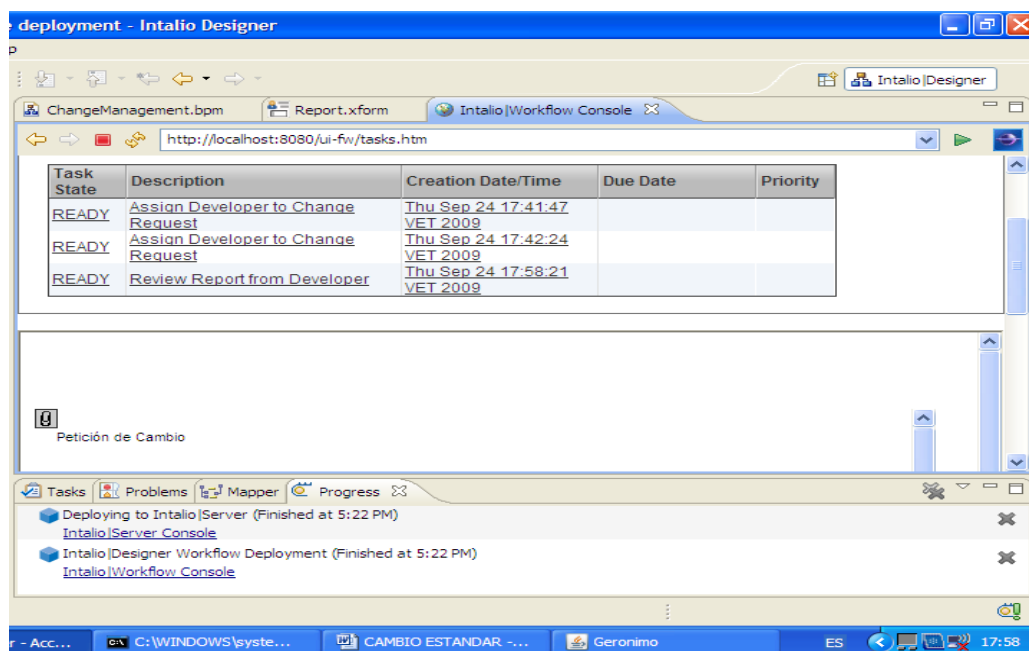 e deployment - Intalio Designer
p
Intalio|Designer
ChangeManagement.bpm
Report.xform
Intalio|Workflow Console
http://localhost:8080/ui-fw/tasks.htm
Task State Description Creation Date/Time Due Date Priority
READY Assign Developer to Change Request Thu Sep 24 17:41:47 VET 2009
READY Assign Developer to Change Request Thu Sep 24 17:42:24 VET 2009
READY Review Report from Developer Thu Sep 24 17:58:21 VET 2009
Petición de Cambio
Tasks Problems Mapper Progress
Deploying to Intalio|Server (Finished at 5:22 PM)
Intalio|Server Console
Intalio|Designer Workflow Deployment (Finished at 5:22 PM)
Intalio|Workflow Console
r - Acc... C:\WINDOWS\syste... CAMBIO ESTANDAR -... Geronimo ES 17:58